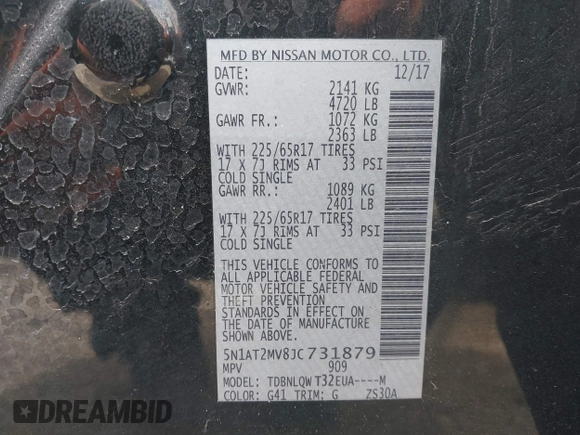 MFD BY NISSAN MOTOR CO., LTD.
DATE: 12/17
GVWR: 2141 KG
4720 LB
GAWR FR.: 1072 KG
2363 LB
WITH 225/65R17 TIRES
17 X 7J RIMS AT 33 PSI
COLD SINGLE
GAWR RR.: 1089 KG
2401 LB
WITH 225/65R17 TIRES
17 X 7J RIMS AT 33 PSI
COLD SINGLE
THIS VEHICLE CONFORMS TO
ALL APPLICABLE FEDERAL
MOTOR VEHICLE SAFETY AND
THEFT PREVENTION
STANDARDS IN EFFECT ON
THE DATE OF MANUFACTURE
SHOWN ABOVE.
5N1AT2MV8JC731879
MPV 909
MODEL: TDBNLQW T32EUA----M
COLOR: G41 TRIM: G ZS30A
DREAMBID